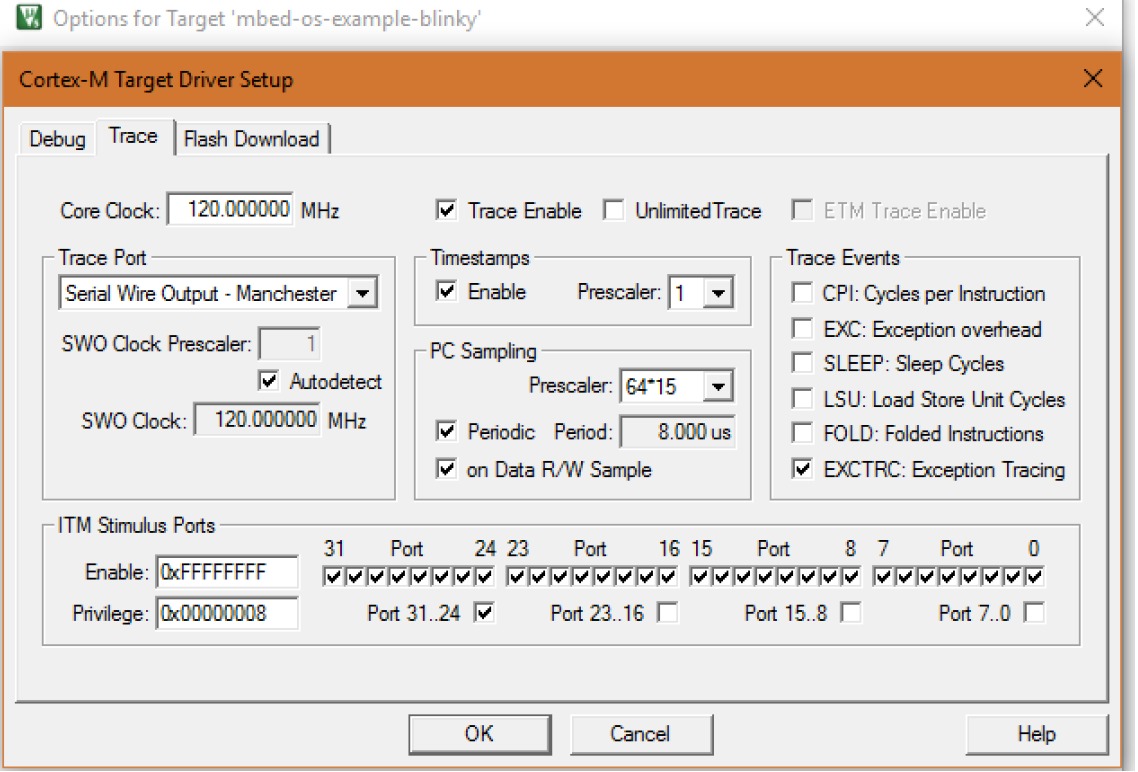 Options for Target 'mbed-os-example-blinky'
Cortex-M Target Driver Setup
Debug Trace Flash Download
Core Clock: 120.000000 MHz Trace Enable UnlimitedTrace ETM Trace Enable
Trace Port Timestamps Trace Events
Serial Wire Output - Manchester Enable Prescaler: 1 CPI: Cycles per Instruction
SWO Clock Prescaler: 1 EXC: Exception overhead
PC Sampling SLEEP: Sleep Cycles
Autodetect Prescaler: 64*15 LSU: Load Store Unit Cycles
SWO Clock: 120.000000 MHz Periodic Period: 8.000 us FOLD: Folded Instructions
on Data R/W Sample EXCTRC: Exception Tracing
ITM Stimulus Ports
31 Port 24 23 Port 16 15 Port 8 7 Port 0
Enable: 0xFFFFFFFF
Privilege: 0x00000008 Port 31..24 Port 23..16 Port 15..8 Port 7..0
OK Cancel Help